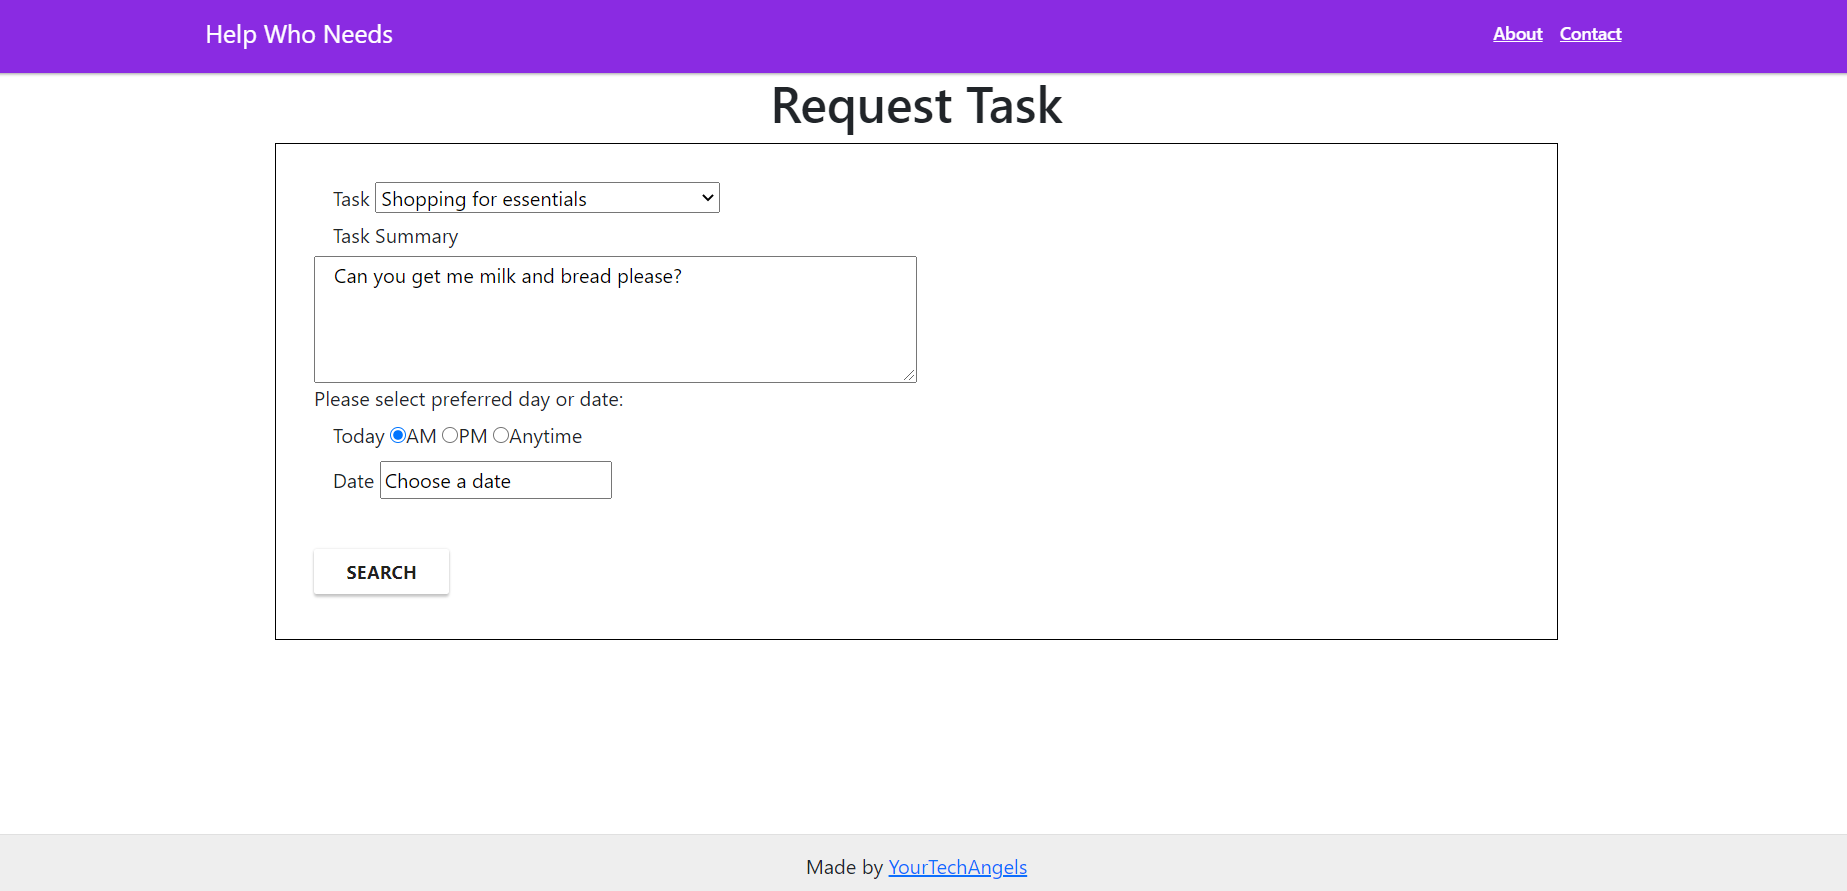 Help Who Needs About Contact
Request Task
Task Shopping for essentials
Task Summary
Can you get me milk and bread please?
Please select preferred day or date:
Today AM PM Anytime
Date Choose a date
SEARCH
Made by YourTechAngels